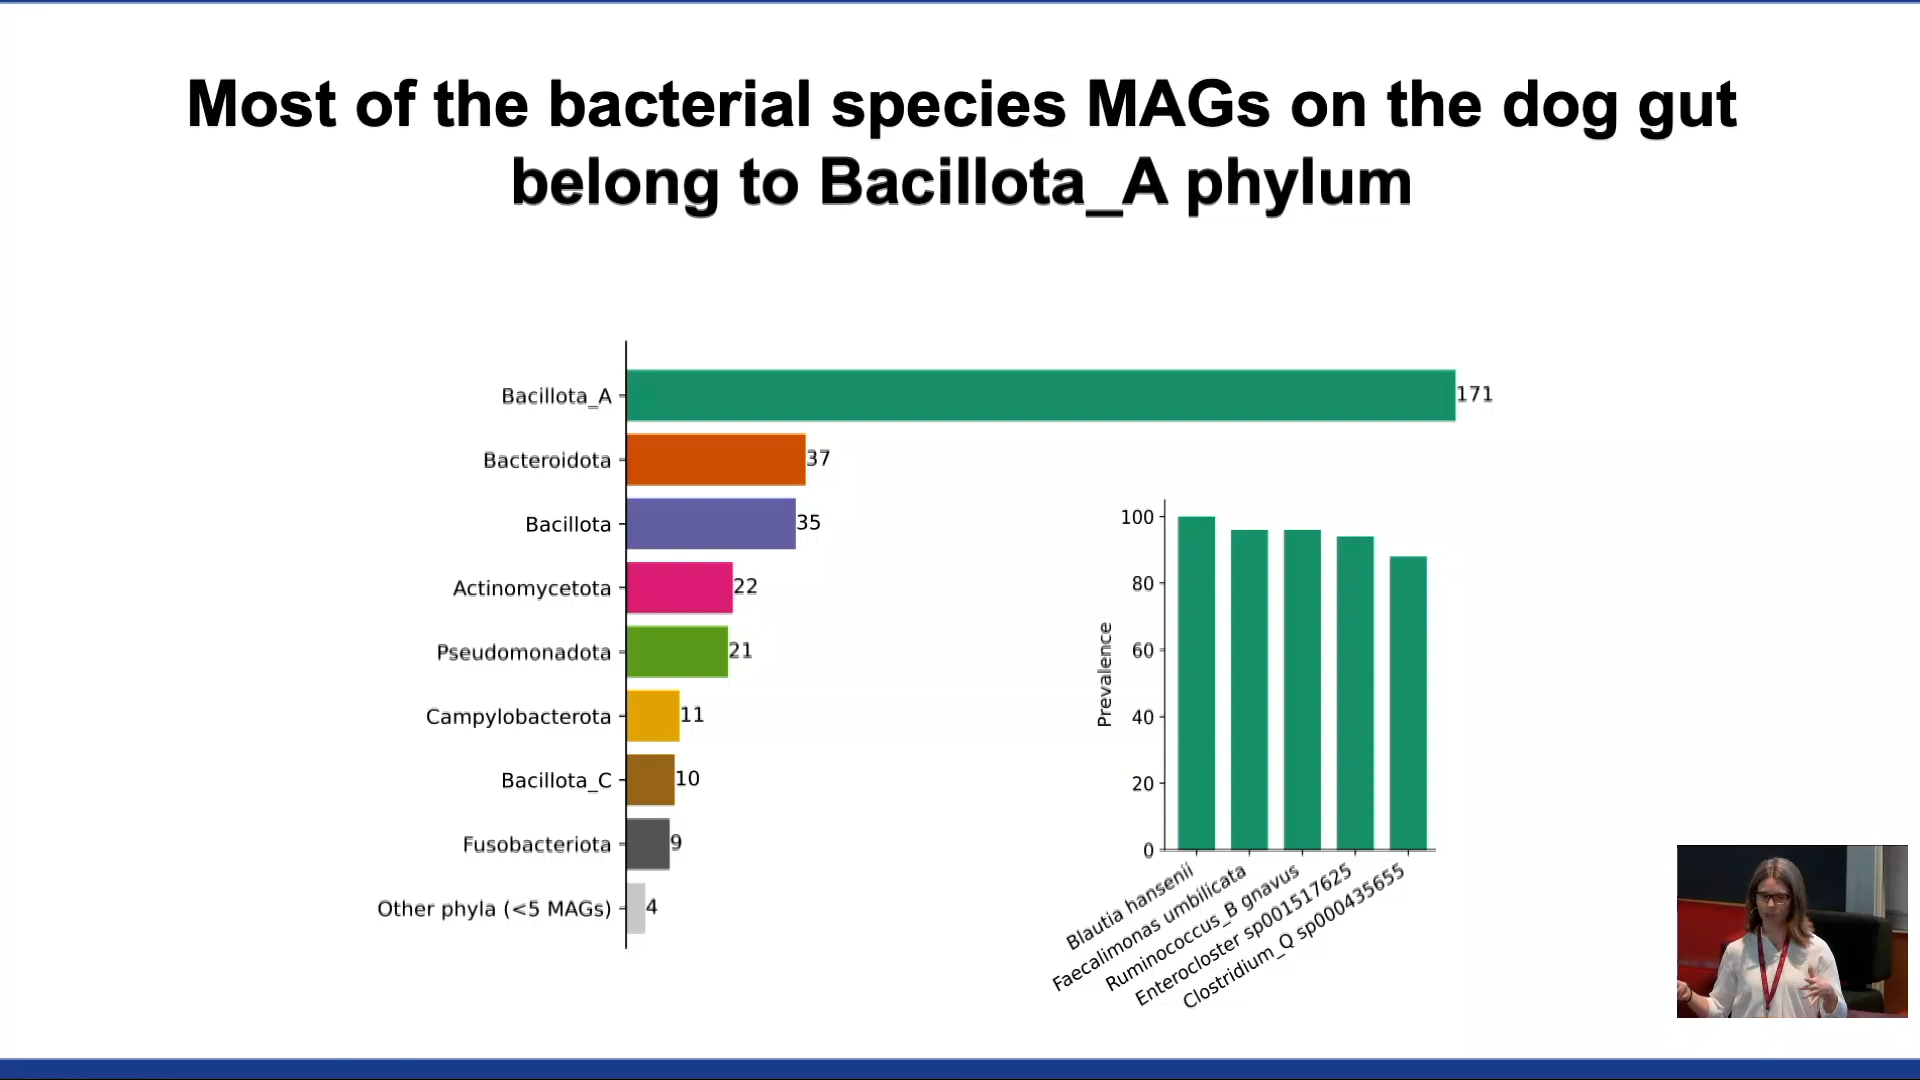 Most of the bacterial species MAGs on the dog gut
belong to Bacillota_A phylum
Bacillota_A
171
Bacteroidota
37
Bacillota
35
Actinomycetota
22
Pseudomonadota
21
Campylobacterota
11
Bacillota_C
10
Fusobacteriota
9
Other phyla (<5 MAGs)
4
Prevalence
100
80
60
40
20
0
Blautia hansenii
Faecalimonas umbilicata
Ruminococcus_B gnavus
Enterocloster sp001517625
Clostridium_Q sp000435655